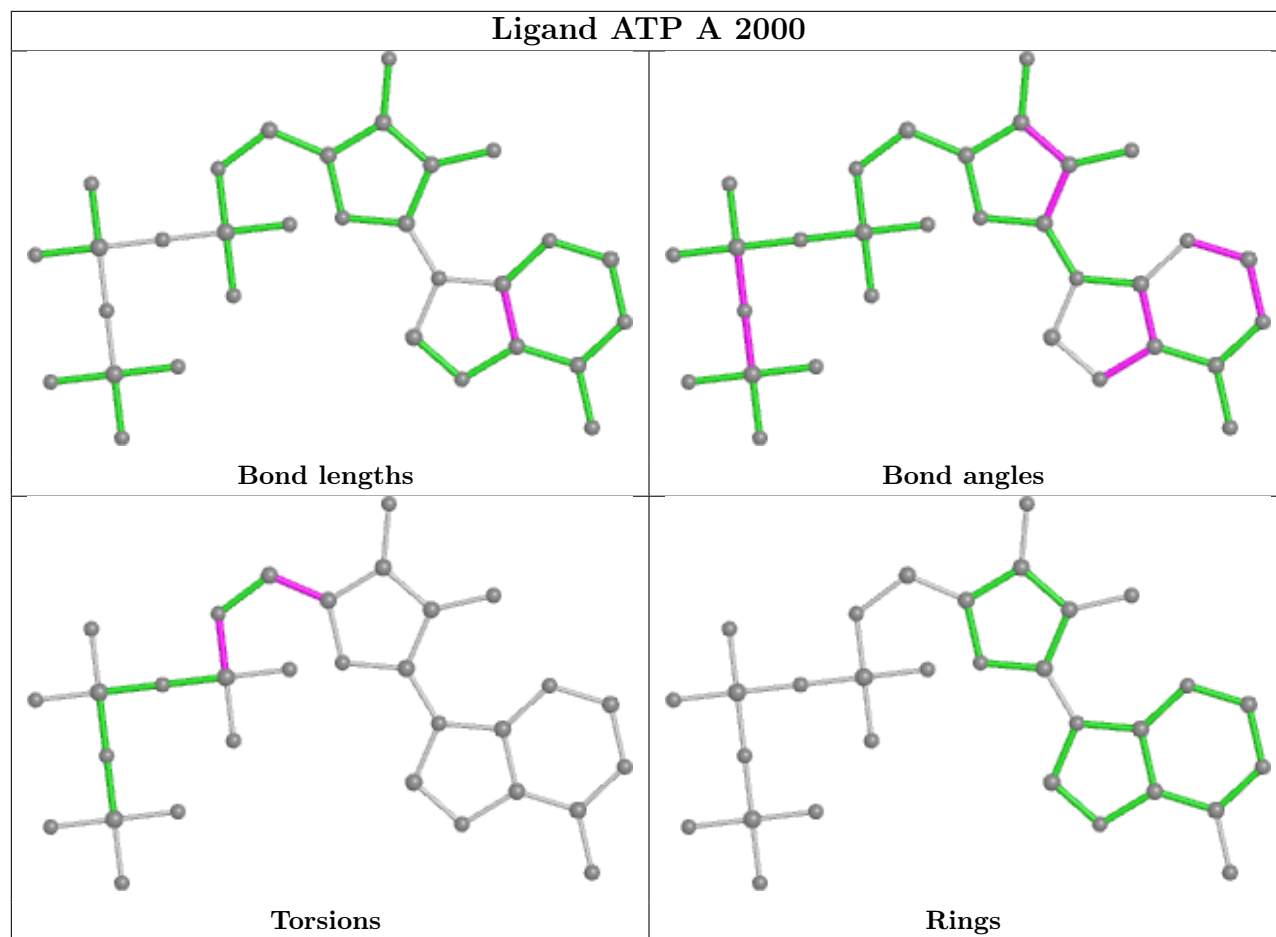 Ligand ATP A 2000
Bond lengths
Bond angles
Torsions
Rings